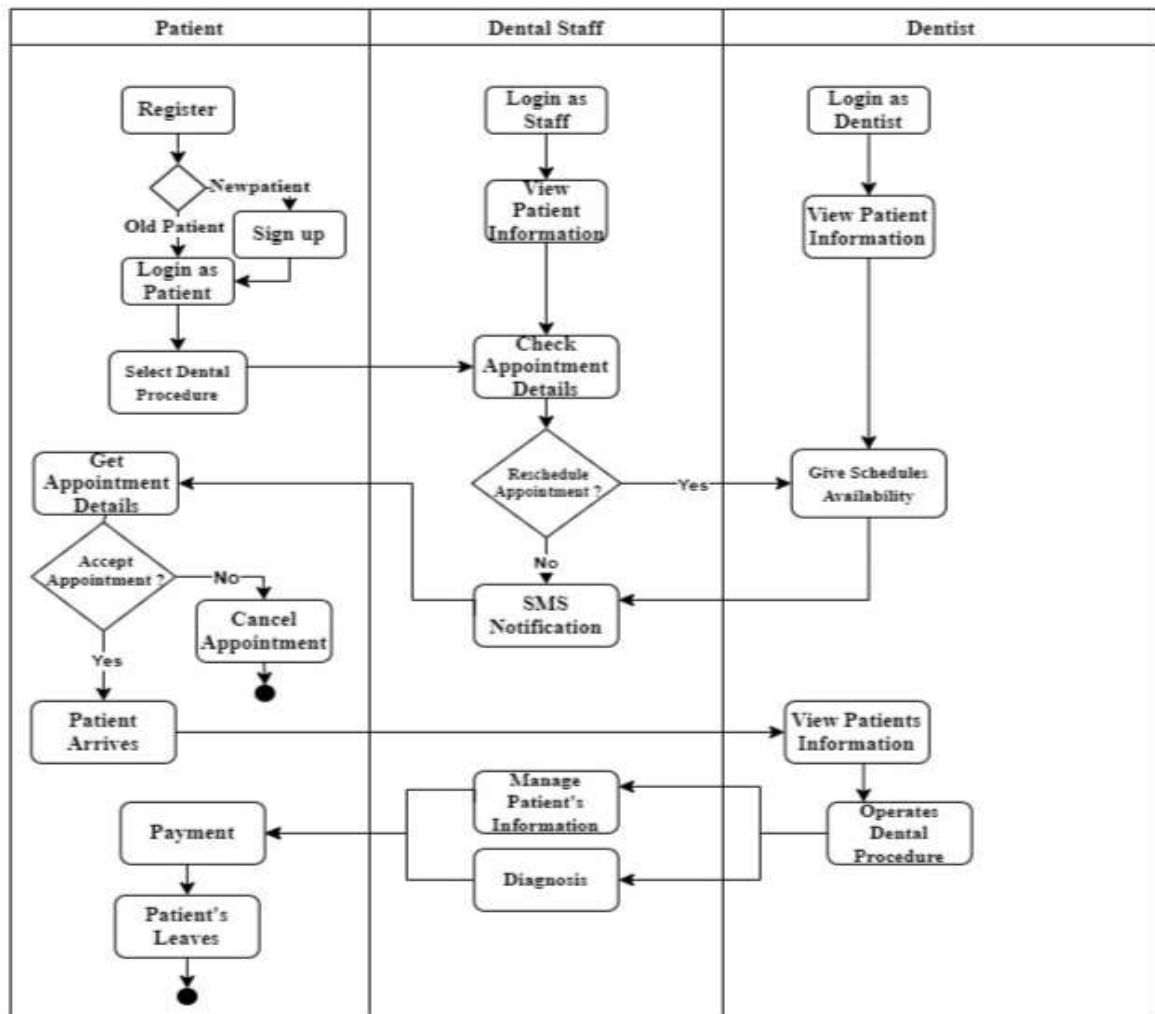 Patient
Dental Staff
Dentist
Register
Newpatient
Old Patient
Sign up
Login as
Patient
Select Dental
Procedure
Login as
Staff
View
Patient
Information
Check
Appointment
Details
Login as
Dentist
View Patient
Information
Reschedule
Appointment ?
Yes
No
Give Schedules
Availability
SMS
Notification
Get
Appointment
Details
Accept
Appointment ?
No
Cancel
Appointment
Yes
Patient
Arrives
View Patients
Information
Operates
Dental
Procedure
Manage
Patient's
Information
Diagnosis
Payment
Patient's
Leaves